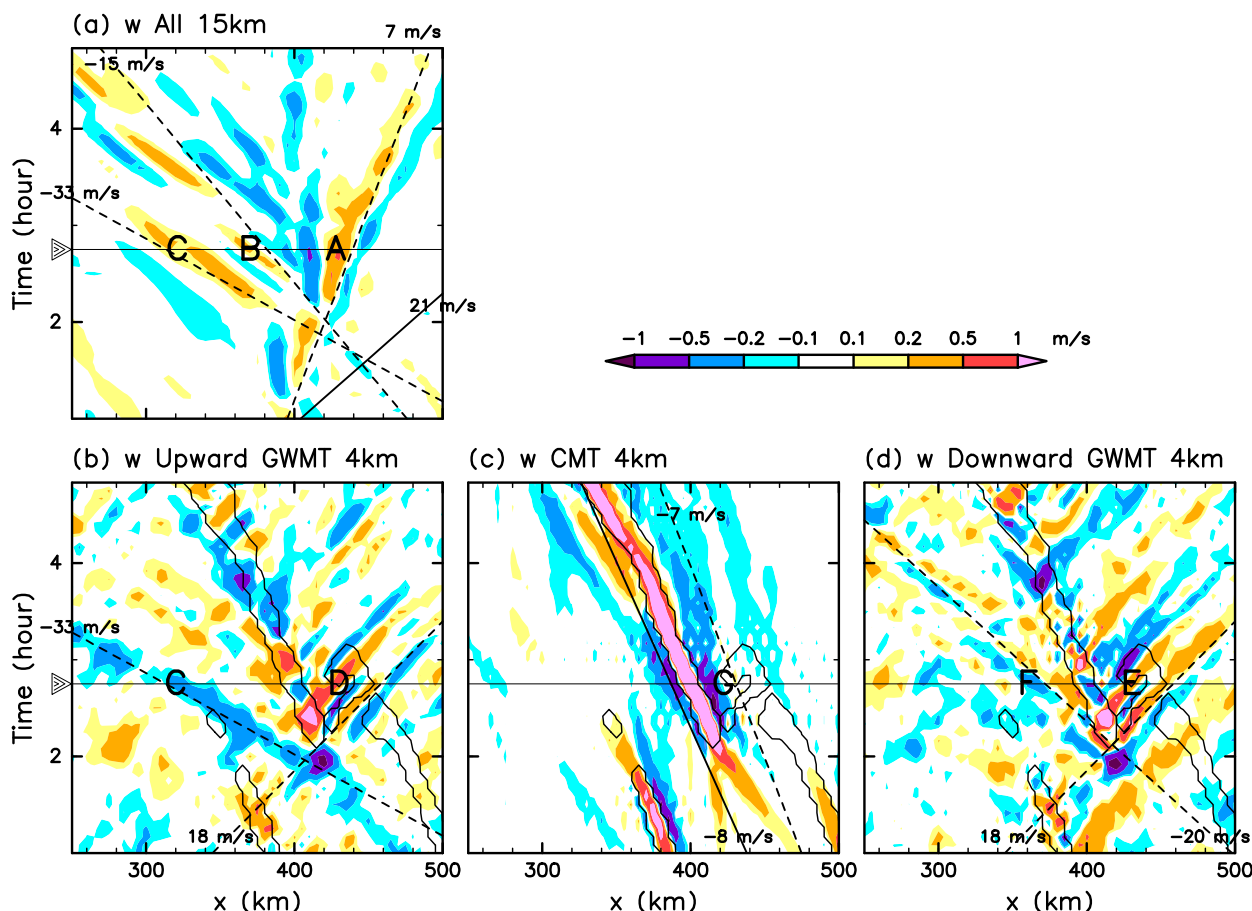 (a) w All 15km
7 m/s
−15 m/s
4
−33 m/s
C B A
21 m/s
2
Time (hour)
−1 −0.5 −0.2 −0.1 0.1 0.2 0.5 1 m/s
(b) w Upward GWMT 4km
(c) w CMT 4km
(d) w Downward GWMT 4km
−7 m/s
4
−33 m/s
C D
G
F E
2
Time (hour)
18 m/s
−8 m/s
18 m/s
−20 m/s
300 400 500
300 400 500
300 400 500
x (km)
x (km)
x (km)